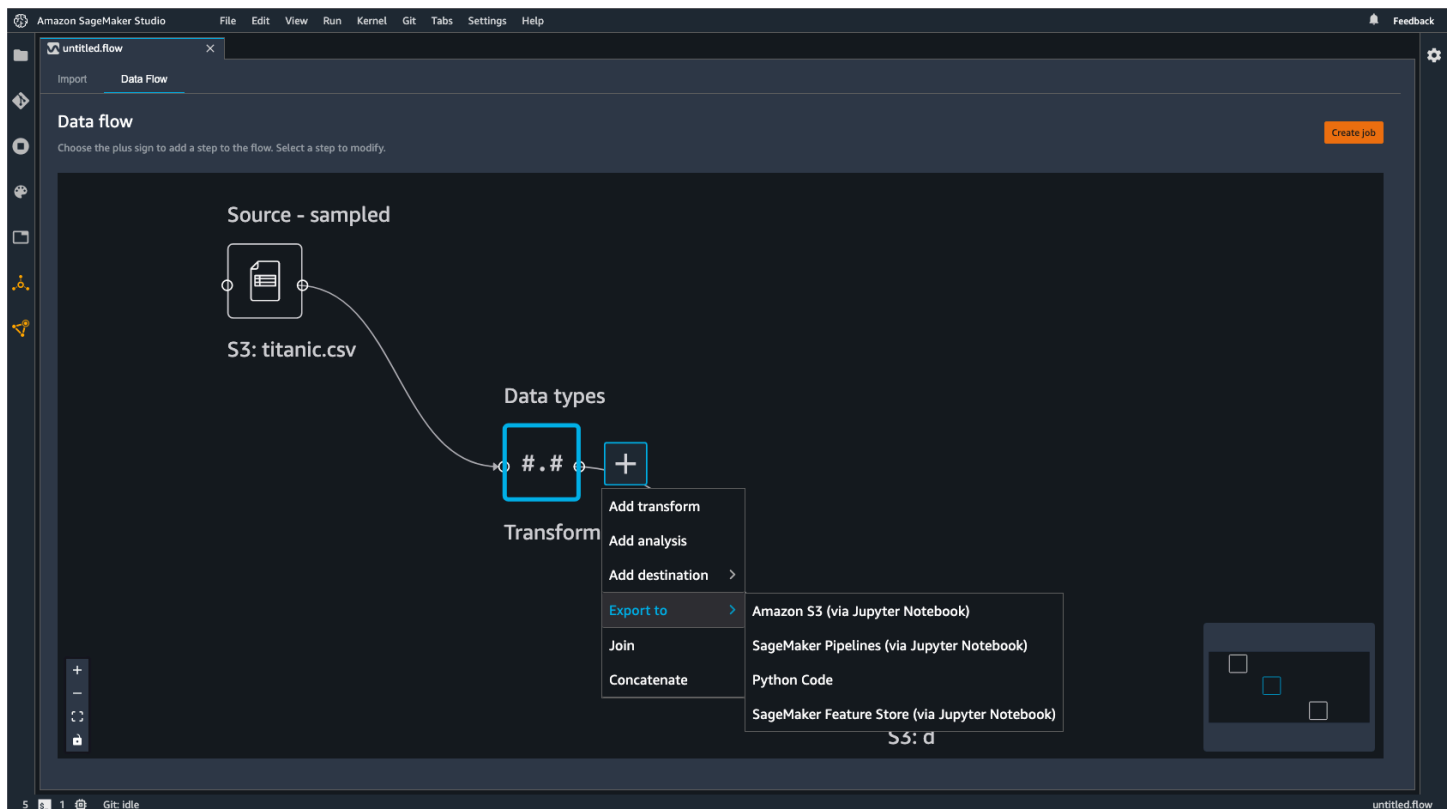 Amazon SageMaker Studio File Edit View Run Kernel Git Tabs Settings Help Feedback
untitled.flow
Import Data Flow
Data flow
Create job
Choose the plus sign to add a step to the flow. Select a step to modify.
Source - sampled
S3: titanic.csv
Data types
#.#
Transform
Add transform
Add analysis
Add destination
Export to
Join
Concatenate
Amazon S3 (via Jupyter Notebook)
SageMaker Pipelines (via Jupyter Notebook)
Python Code
SageMaker Feature Store (via Jupyter Notebook)
S3: d
5 $_ 1 Git: idle untitled.flow